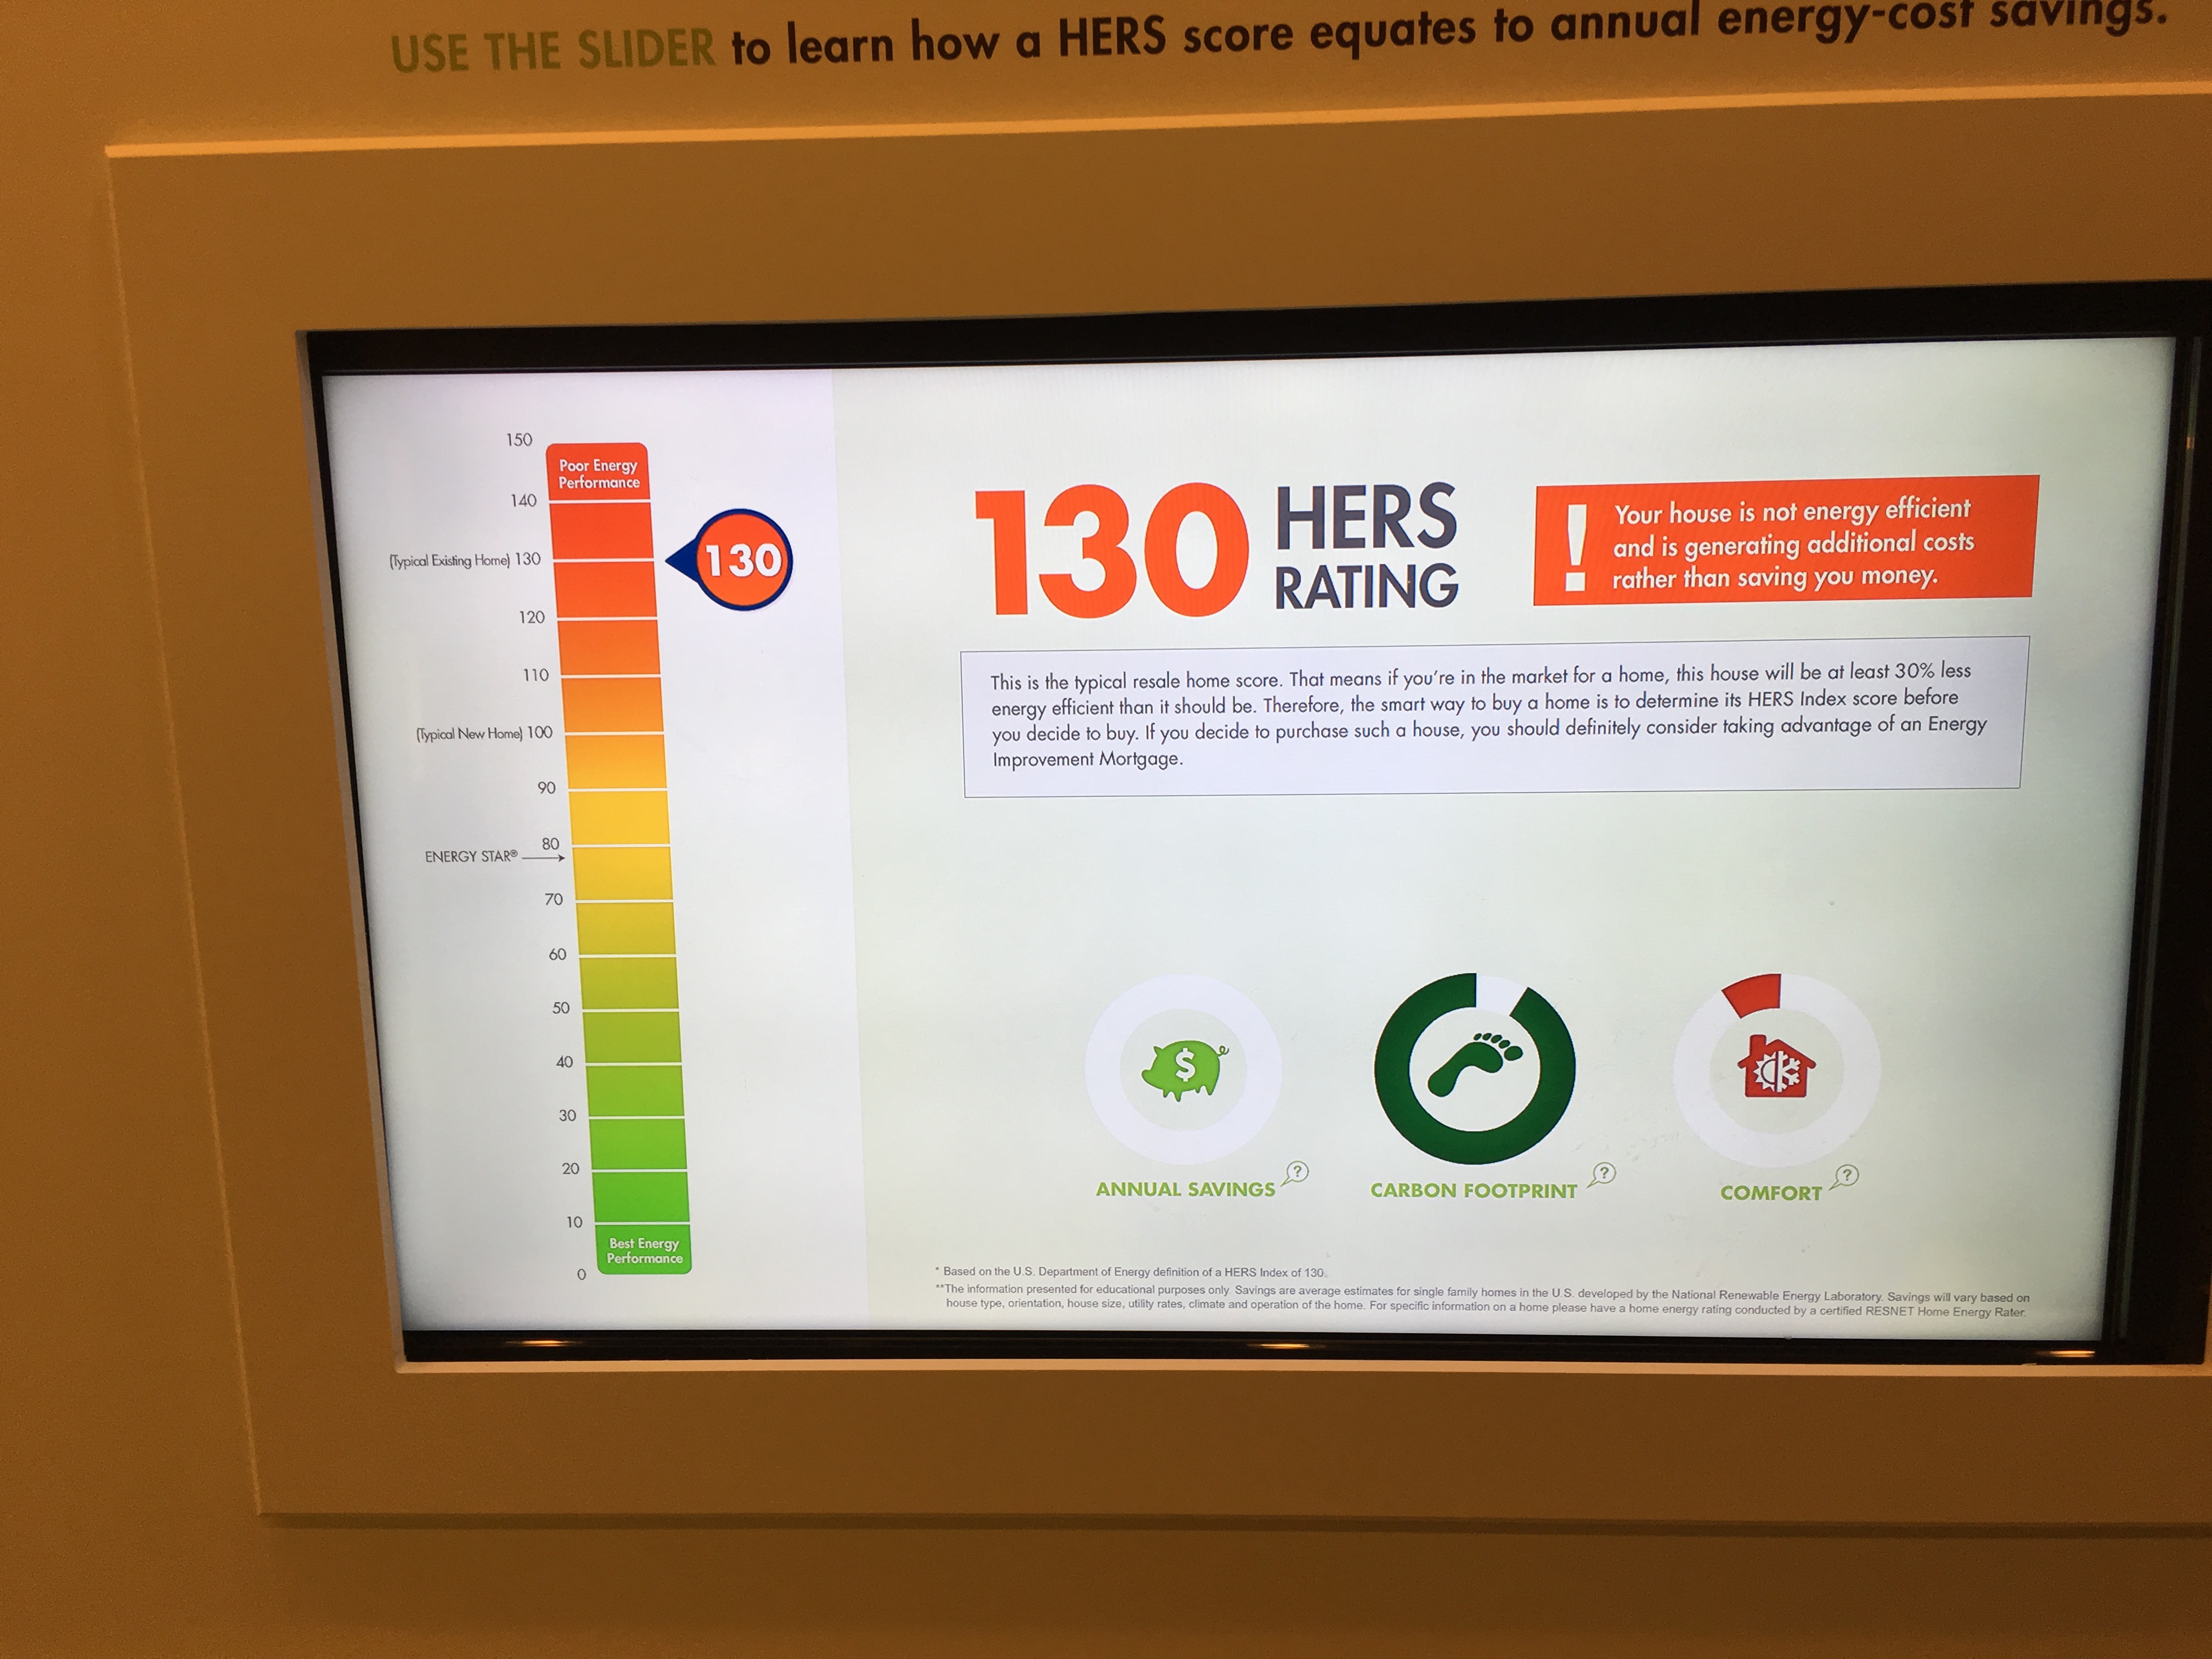 USE THE SLIDER to learn how a HERS score equates to annual energy-cost savings.
150
Poor Energy
Performance
140
(Typical Existing Home) 130
130
120
110
(Typical New Home) 100
90
80
ENERGY STAR®
70
60
50
40
30
20
10
Best Energy
Performance
0
130 HERS
RATING
! Your house is not energy efficient
and is generating additional costs
rather than saving you money.
This is the typical resale home score. That means if you're in the market for a home, this house will be at least 30% less
energy efficient than it should be. Therefore, the smart way to buy a home is to determine its HERS Index score before
you decide to buy. If you decide to purchase such a house, you should definitely consider taking advantage of an Energy
Improvement Mortgage.
$
ANNUAL SAVINGS ?
CARBON FOOTPRINT ?
COMFORT ?
* Based on the U.S. Department of Energy definition of a HERS Index of 130.
**The information presented for educational purposes only. Savings are average estimates for single family homes in the U.S. developed by the National Renewable Energy Laboratory. Savings will vary based on
house type, orientation, house size, utility rates, climate and operation of the home. For specific information on a home please have a home energy rating conducted by a certified RESNET Home Energy Rater.